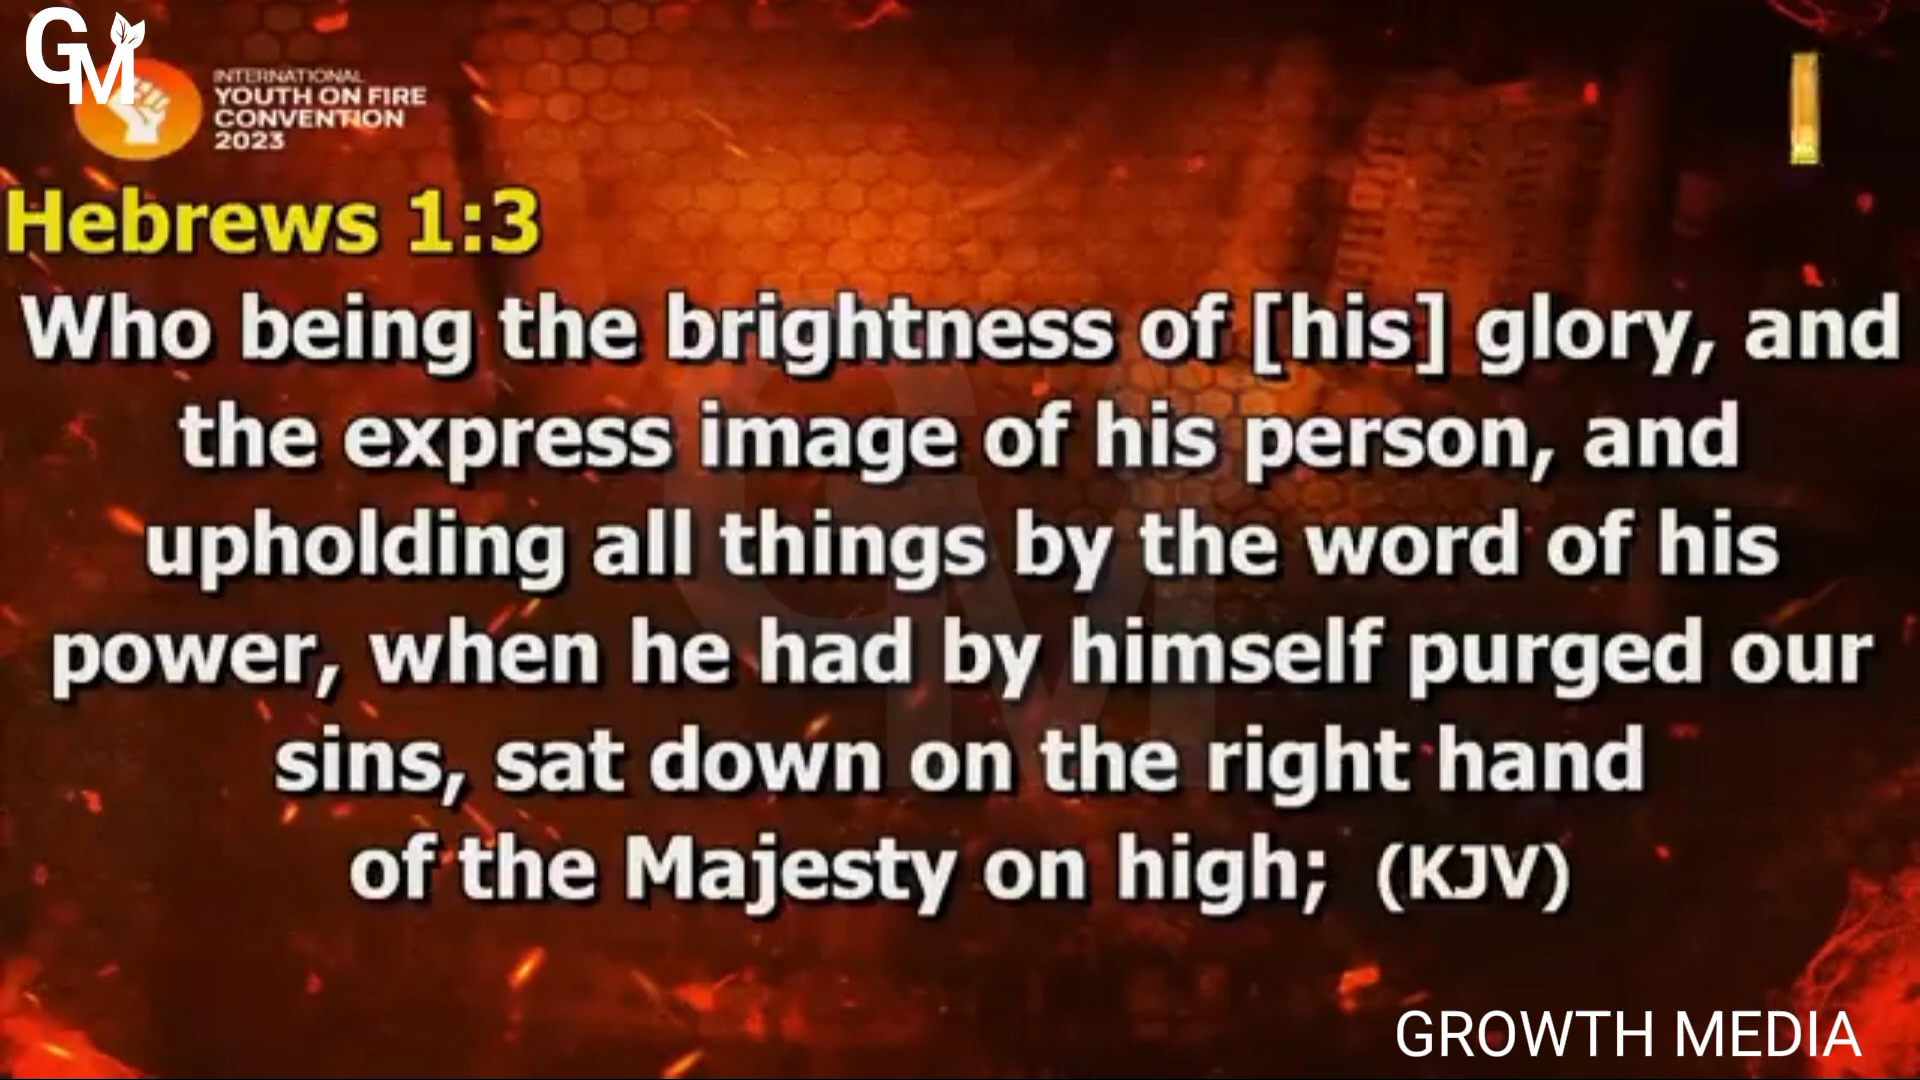 GM
INTERNATIONAL
YOUTH ON FIRE
CONVENTION
2023
Hebrews 1:3
Who being the brightness of [his] glory, and
the express image of his person, and
upholding all things by the word of his
power, when he had by himself purged our
sins, sat down on the right hand
of the Majesty on high; (KJV)
GM
GROWTH MEDIA